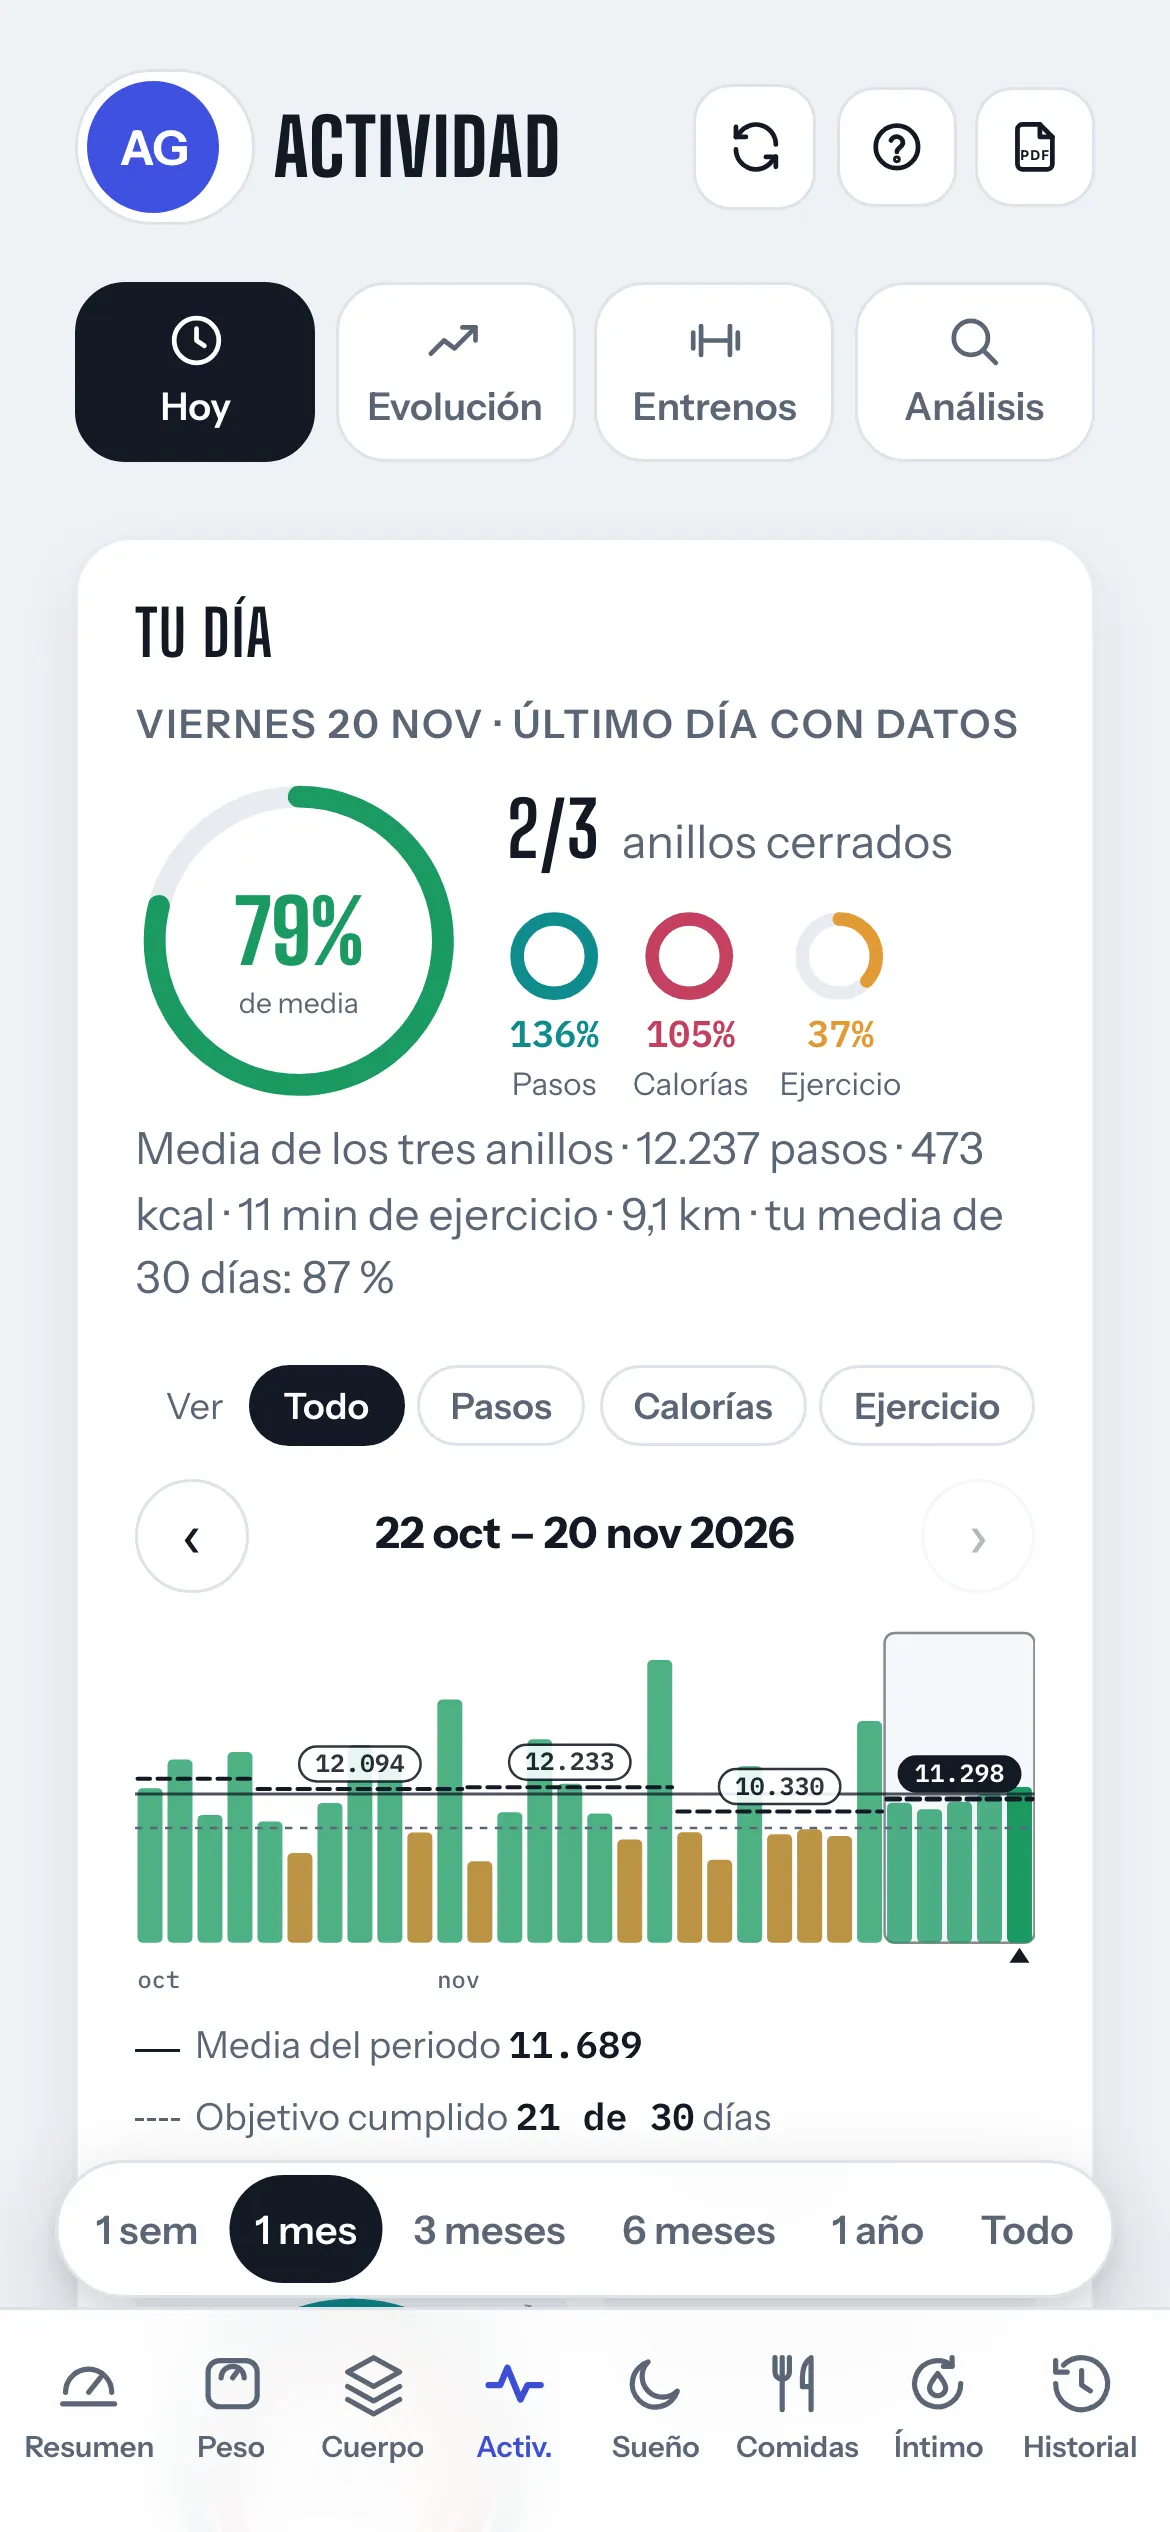 AG
ACTIVIDAD
PDF
Hoy
Evolución
Entrenos
Análisis
TU DÍA
VIERNES 20 NOV · ÚLTIMO DÍA CON DATOS
79%
de media
2/3 anillos cerrados
136%
105%
37%
Pasos
Calorías
Ejercicio
Media de los tres anillos · 12.237 pasos · 473
kcal · 11 min de ejercicio · 9,1 km · tu media de
30 días: 87 %
Ver
Todo
Pasos
Calorías
Ejercicio
‹
22 oct – 20 nov 2026
›
12.094
12.233
10.330
11.298
oct
nov
Media del periodo 11.689
Objetivo cumplido 21 de 30 días
1 sem
1 mes
3 meses
6 meses
1 año
Todo
Resumen
Peso
Cuerpo
Activ.
Sueño
Comidas
Íntimo
Historial